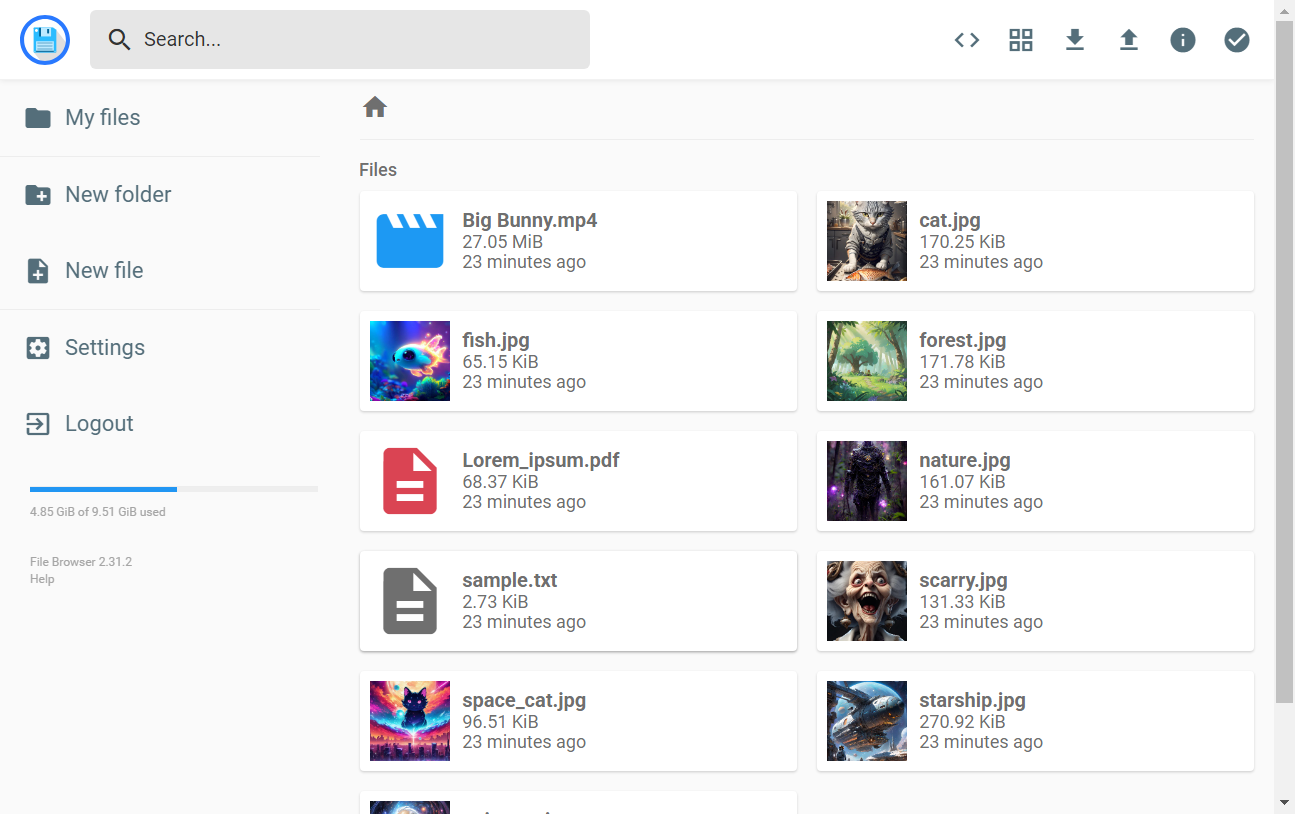 Search...
My files
New folder
New file
Settings
Logout
4.85 GiB of 9.51 GiB used
File Browser 2.31.2
Help
Files
Big Bunny.mp4
27.05 MiB
23 minutes ago
cat.jpg
170.25 KiB
23 minutes ago
fish.jpg
65.15 KiB
23 minutes ago
forest.jpg
171.78 KiB
23 minutes ago
Lorem_ipsum.pdf
68.37 KiB
23 minutes ago
nature.jpg
161.07 KiB
23 minutes ago
sample.txt
2.73 KiB
23 minutes ago
scarry.jpg
131.33 KiB
23 minutes ago
space_cat.jpg
96.51 KiB
23 minutes ago
starship.jpg
270.92 KiB
23 minutes ago